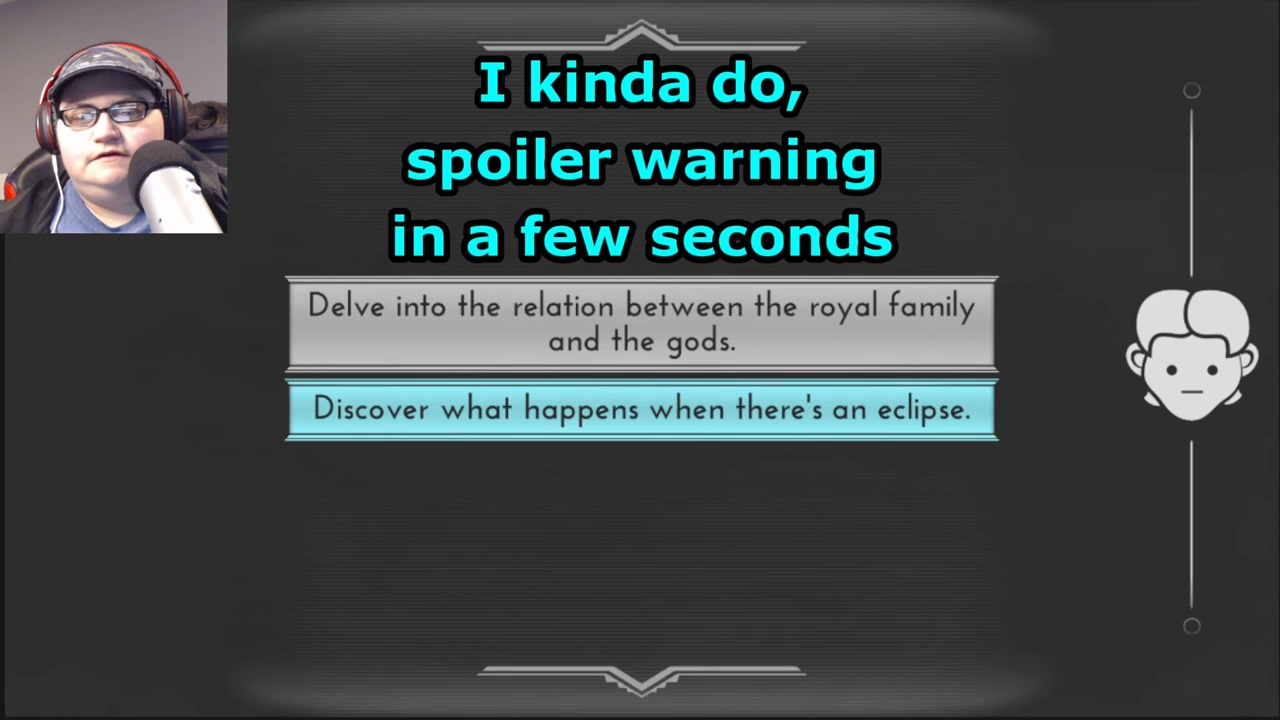 I kinda do,
spoiler warning
in a few seconds
Delve into the relation between the royal family
and the gods.
Discover what happens when there's an eclipse.